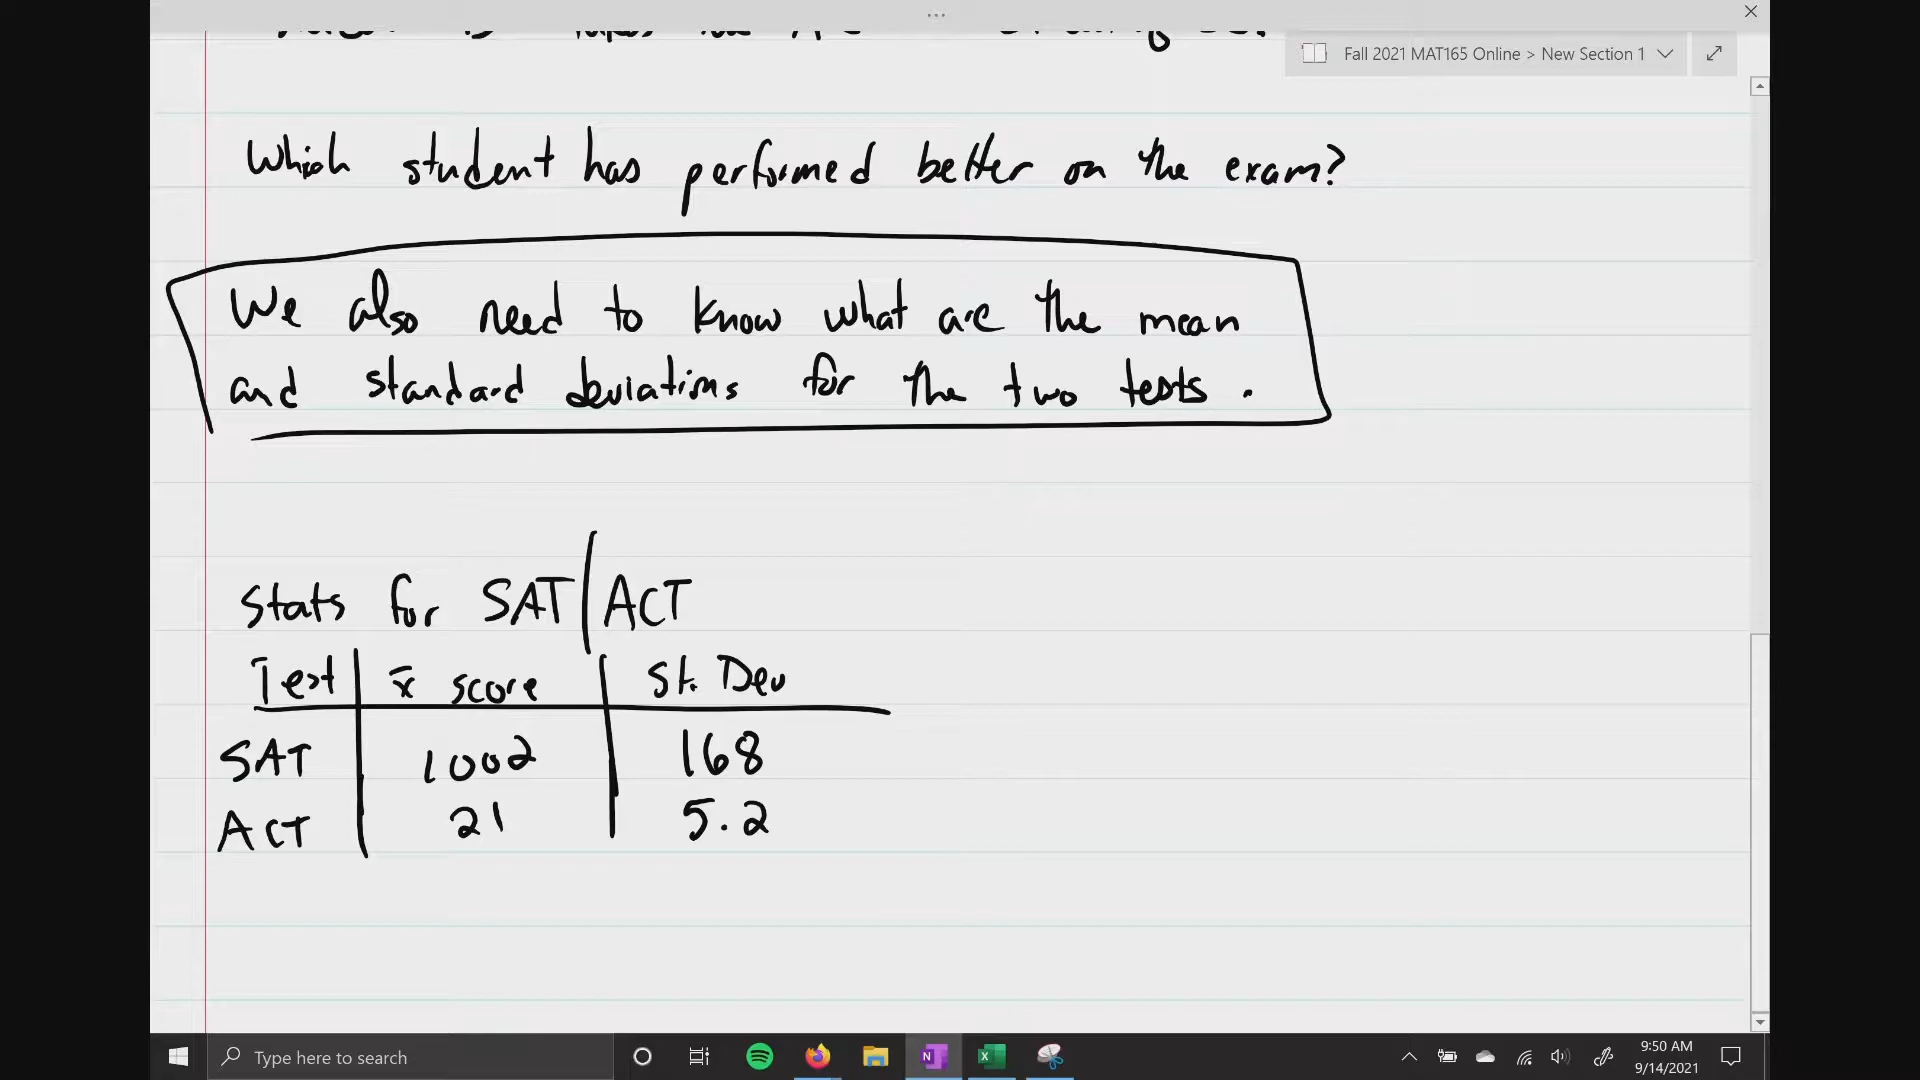 ...
Fall 2021 MAT165 Online > New Section 1
Which student has performed better on the exam?
We also need to know what are the mean
and standard deviations for the two tests.
Stats for SAT/ACT
Test x̄ score St. Dev
SAT 1002 168
ACT 21 5.2
Type here to search
9:50 AM
9/14/2021